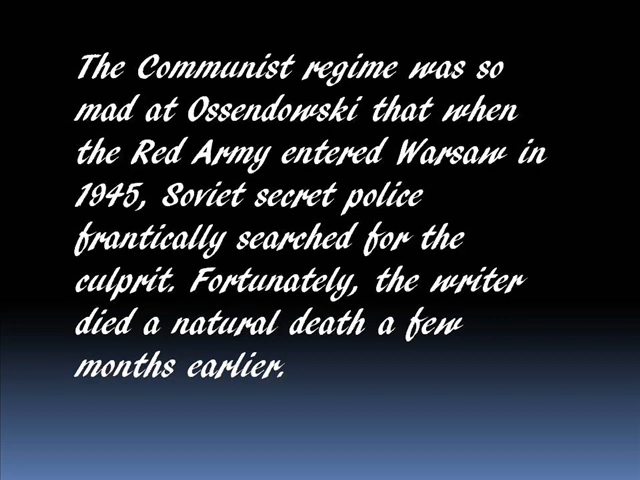 The Communist regime was so
mad at Ossendowski that when
the Red Army entered Warsaw in
1945, Soviet secret police
frantically searched for the
culprit. Fortunately, the writer
died a natural death a few
months earlier.